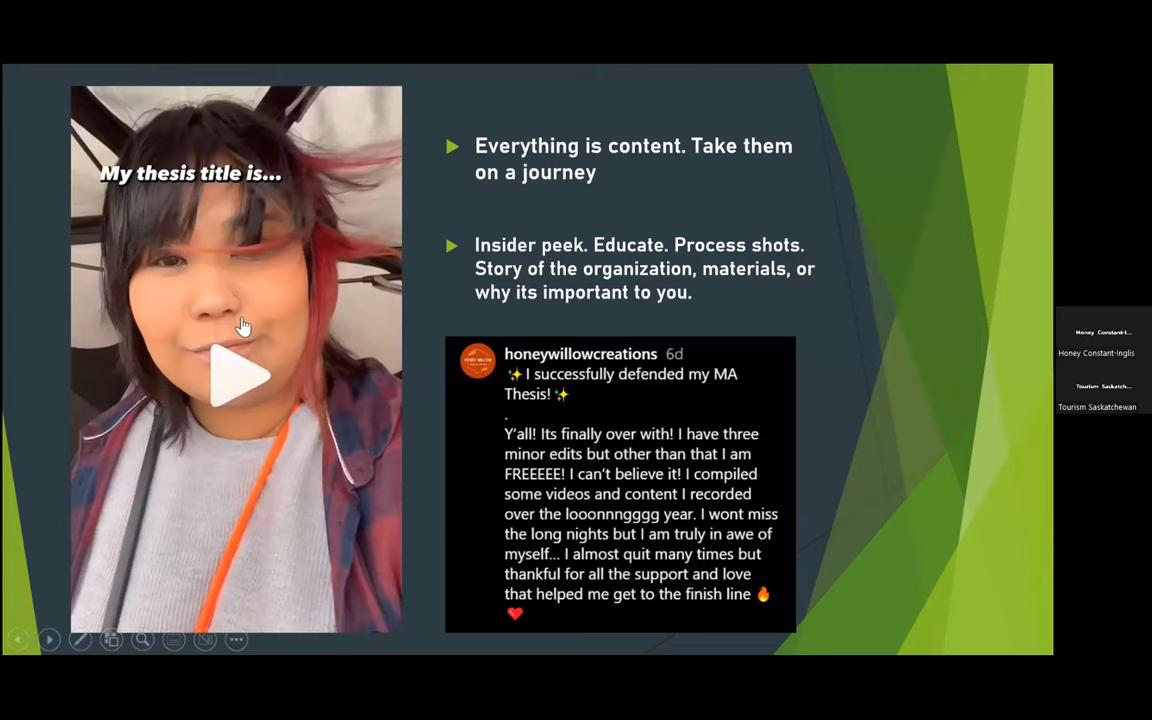 My thesis title is...
Everything is content. Take them
on a journey
Insider peek. Educate. Process shots.
Story of the organization, materials, or
why its important to you.
HONEY WILLOW
honeywillowcreations 6d
✨I successfully defended my MA
Thesis!✨
.
Y'all! Its finally over with! I have three
minor edits but other than that I am
FREEEEE! I can't believe it! I compiled
some videos and content I recorded
over the looonnngggg year. I wont miss
the long nights but I am truly in awe of
myself... I almost quit many times but
thankful for all the support and love
that helped me get to the finish line 🔥
❤️
Honey Constant-I...
Honey Constant-Inglis
Tourism Saskatch...
Tourism Saskatchewan